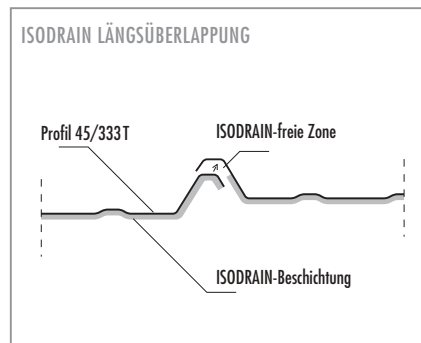 ISODRAIN LÄNGSÜBERLAPPUNG
Profil 45/333T
ISODRAIN-freie Zone
ISODRAIN-Beschichtung